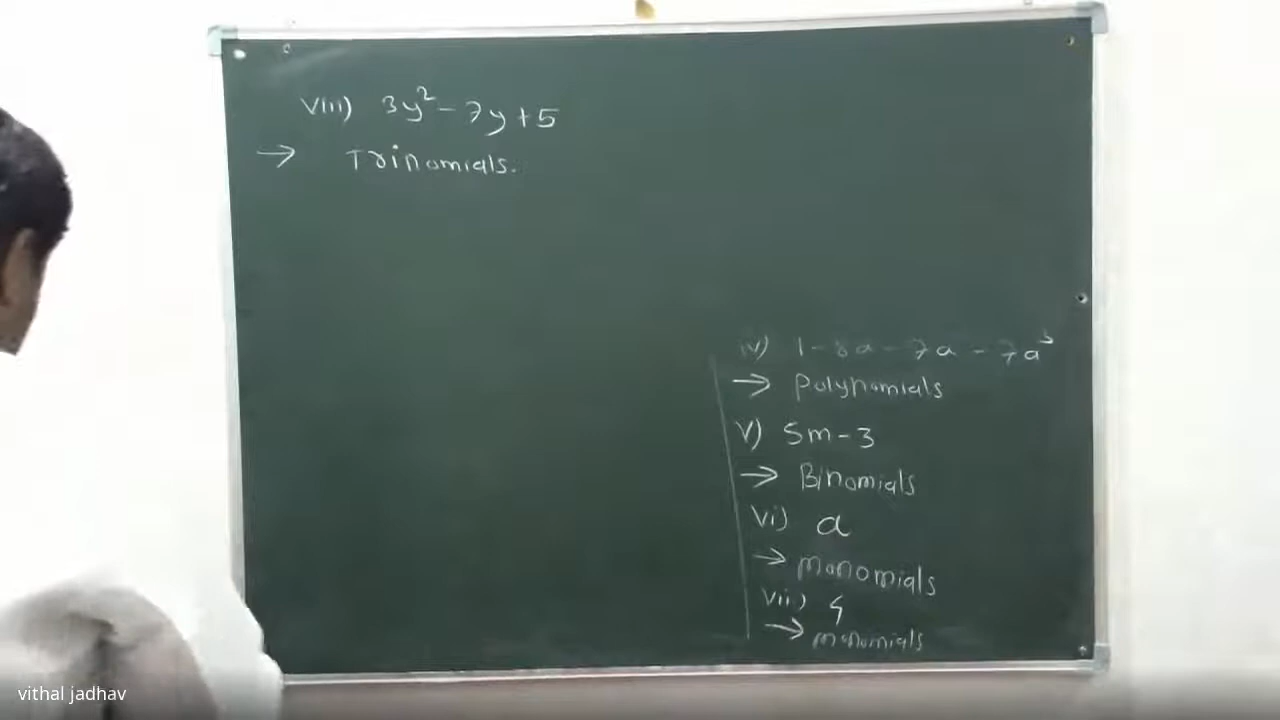 viii) 3y² - 7y + 5
→ Trinomials.
iv) 1 - 8a - 7a - 7a³
→ Polynomials
v) 5m - 3
→ Binomials
vi) a
→ monomials
vii)
→ monomials
vithal jadhav